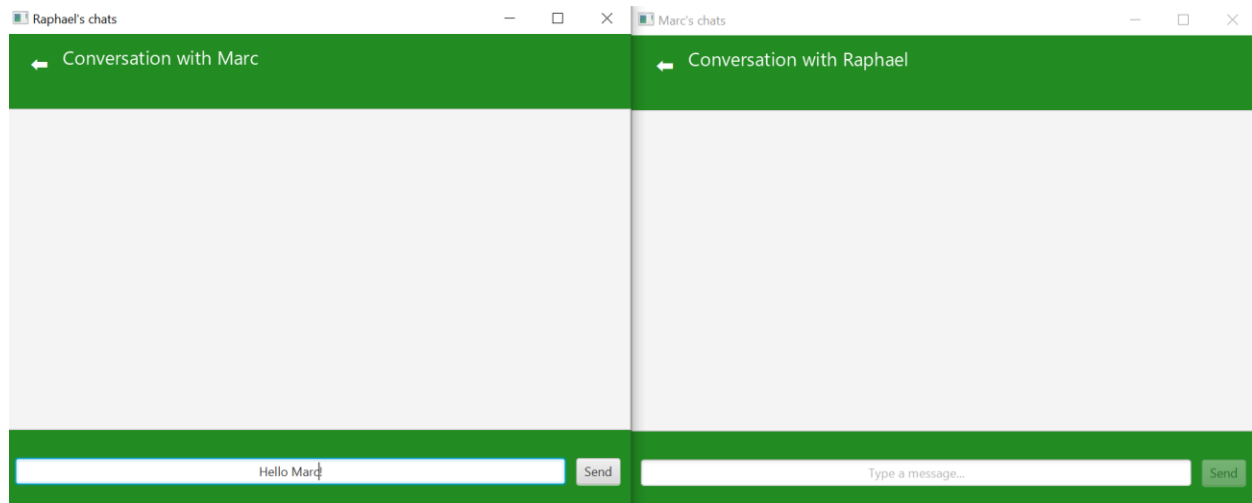 Raphael's chats
Conversation with Marc
Hello Marc!
Send
Marc's chats
Conversation with Raphael
Type a message...
Send